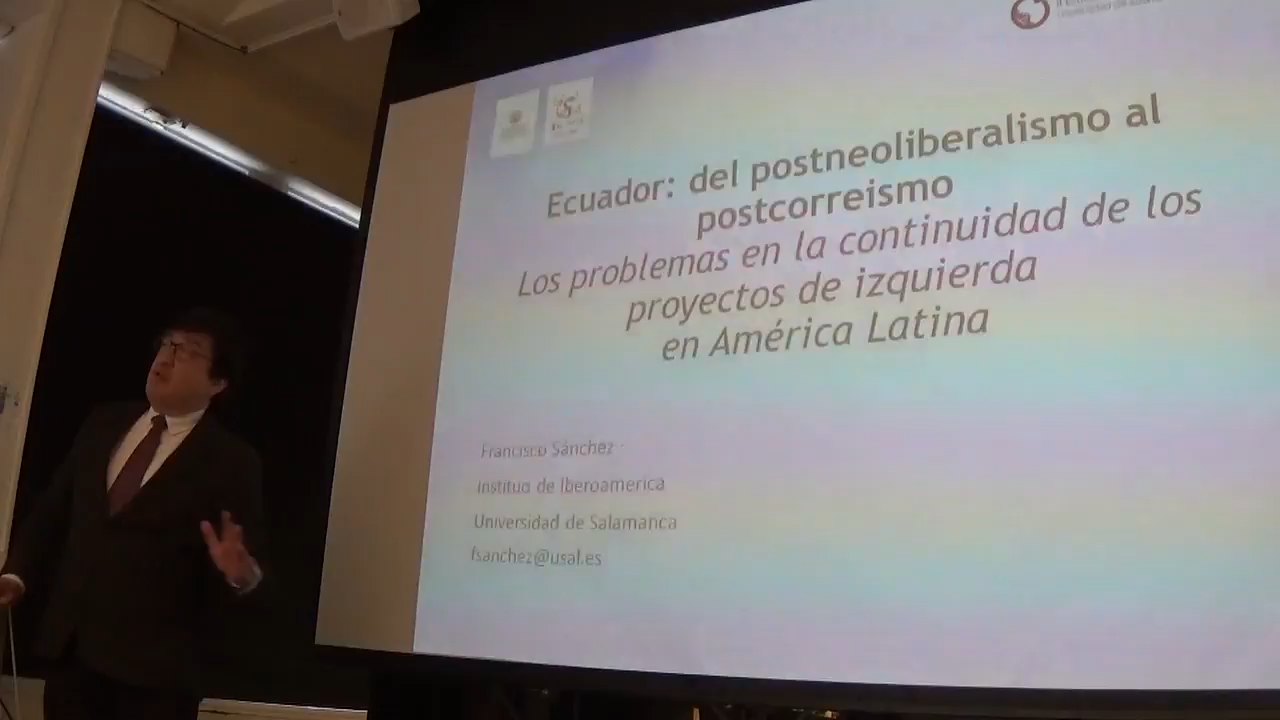 Ecuador: del postneoliberalismo al
postcorreismo
Los problemas en la continuidad de los
proyectos de izquierda
en América Latina
Francisco Sánchez -
Instituo de Iberoamerica
Universidad de Salamanca
fsanchez@usal.es